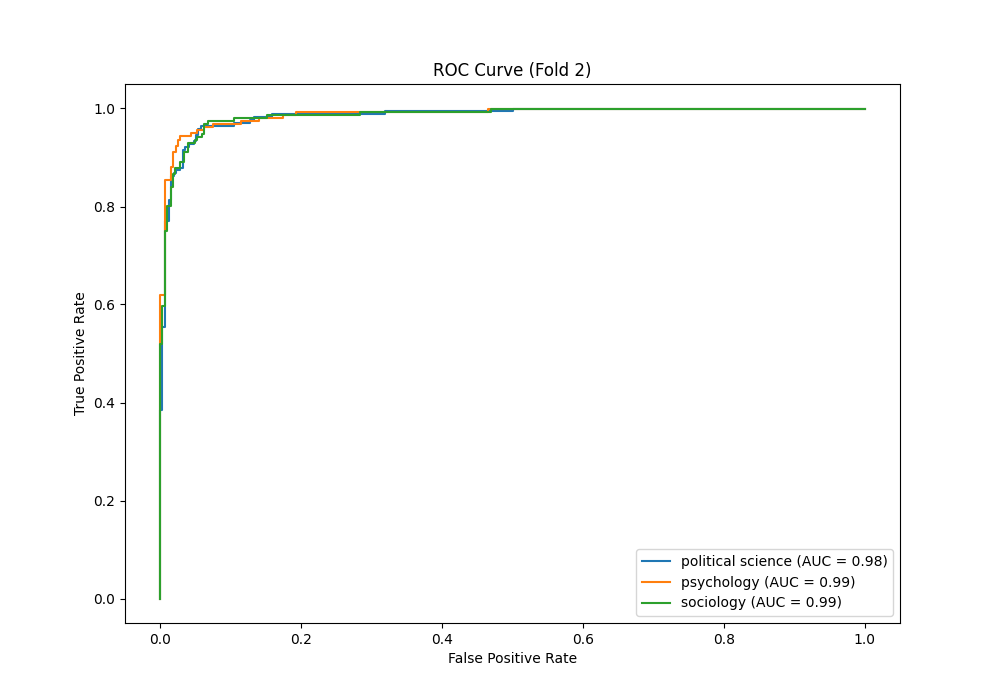 ROC Curve (Fold 2)
1.0
0.8
0.6
0.4
0.2
0.0
True Positive Rate
0.0 0.2 0.4 0.6 0.8 1.0
False Positive Rate
political science (AUC = 0.98)
psychology (AUC = 0.99)
sociology (AUC = 0.99)